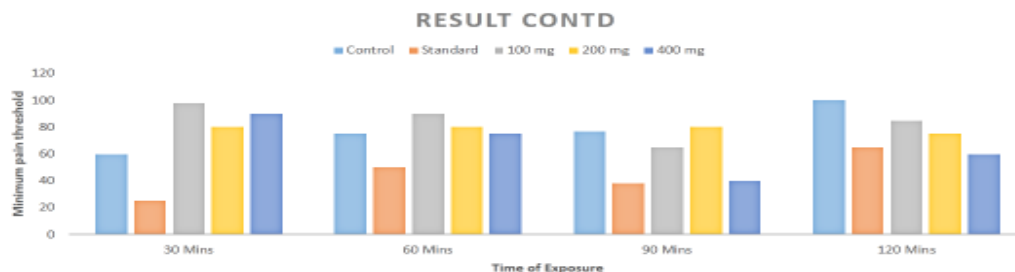 RESULT CONTD
Control Standard 100 mg 200 mg 400 mg
Minimum pain threshold
120
100
80
60
40
20
0
30 Mins 60 Mins 90 Mins 120 Mins
Time of Exposure